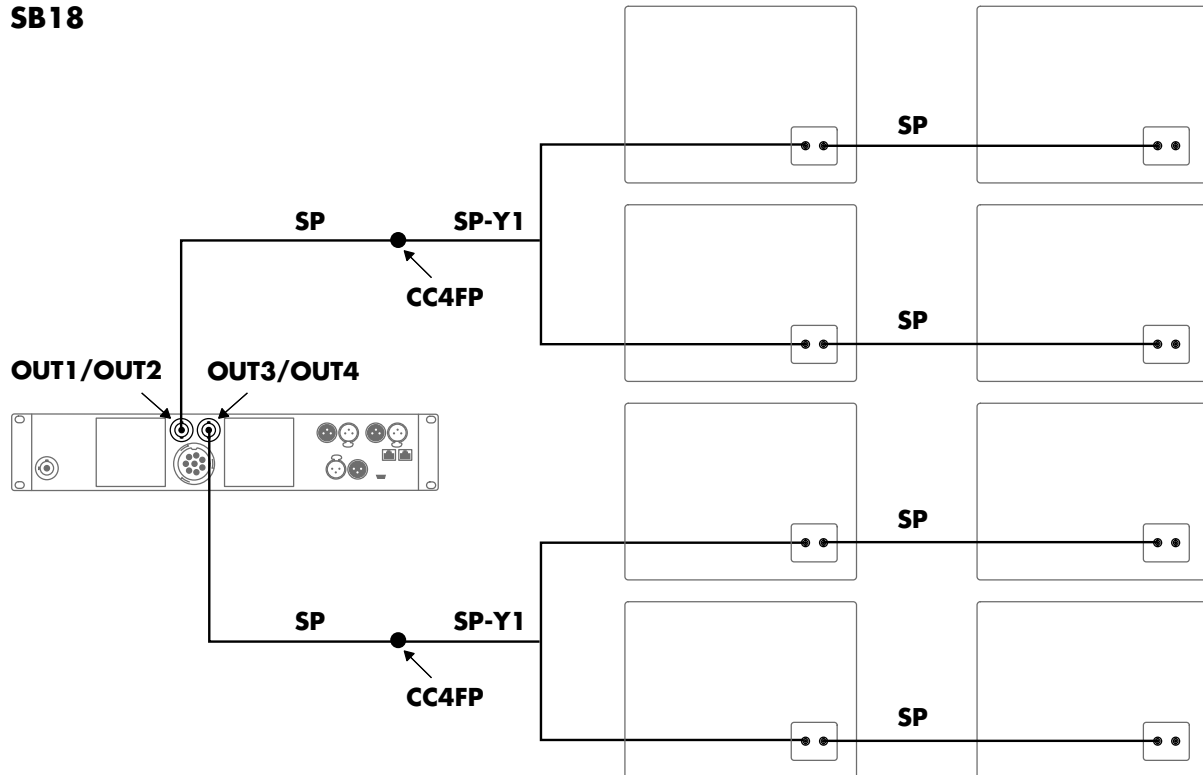 SB18
SP
SP
SP-Y1
CC4FP
SP
OUT1/OUT2
OUT3/OUT4
SP
SP
SP-Y1
CC4FP
SP